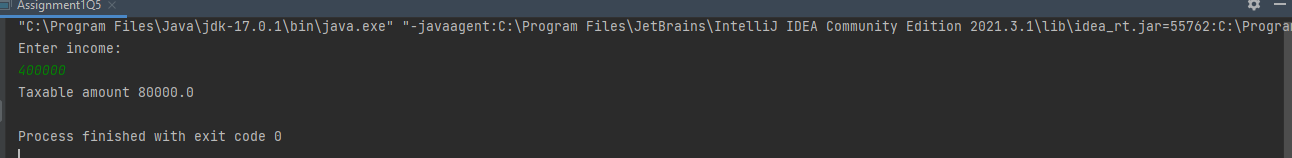 Assignment1Q5
"C:\Program Files\Java\jdk-17.0.1\bin\java.exe" "-javaagent:C:\Program Files\JetBrains\IntelliJ IDEA Community Edition 2021.3.1\lib\idea_rt.jar=55762:C:\Program
Enter income:
400000
Taxable amount 80000.0
Process finished with exit code 0